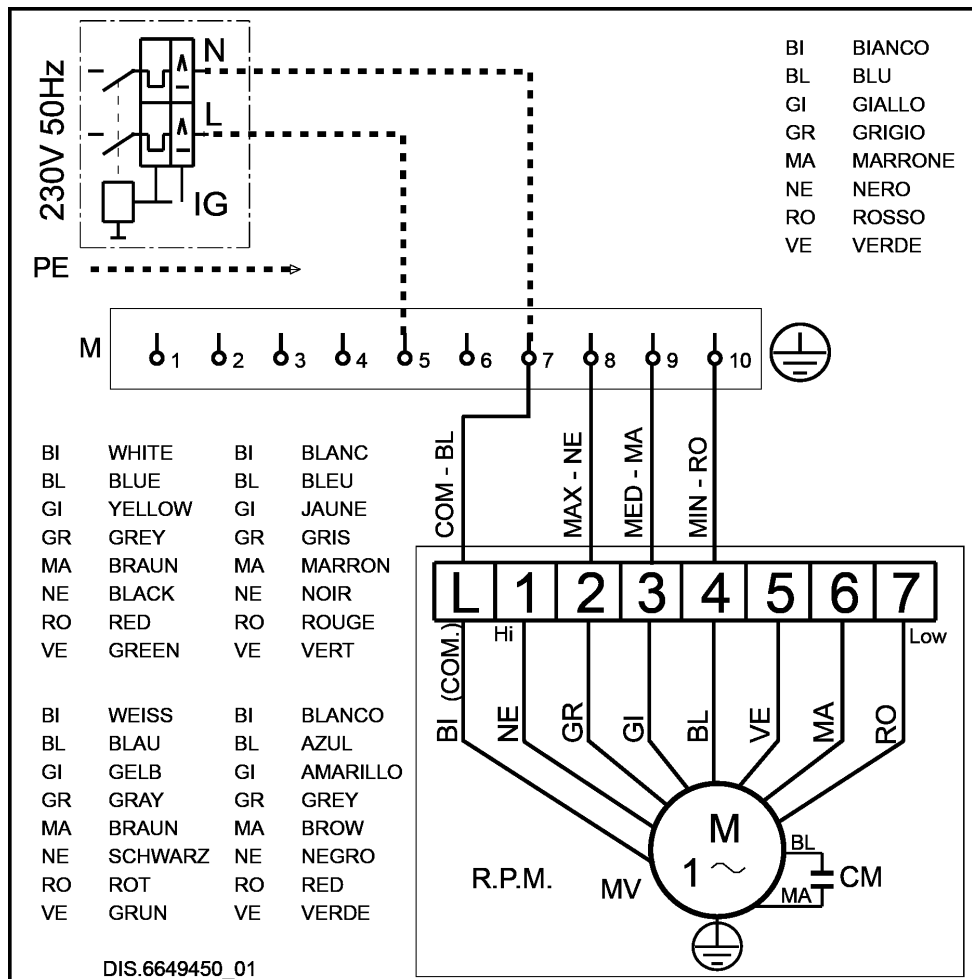 230V 50Hz
N
L
IG
PE
BI BIANCO
BL BLU
GI GIALLO
GR GRIGIO
MA MARRONE
NE NERO
RO ROSSO
VE VERDE
M
1 2 3 4 5 6 7 8 9 10
COM - BL
MAX - NE
MED - MA
MIN - RO
BI WHITE BI BLANC
BL BLUE BL BLEU
GI YELLOW GI JAUNE
GR GREY GR GRIS
MA BRAUN MA MARRON
NE BLACK NE NOIR
RO RED RO ROUGE
VE GREEN VE VERT
L 1 2 3 4 5 6 7
Hi
Low
BI (COM.)
NE
GR
GI
BL
VE
MA
RO
BI WEISS BI BLANCO
BL BLAU BL AZUL
GI GELB GI AMARILLO
GR GRAY GR GREY
MA BRAUN MA BROW
NE SCHWARZ NE NEGRO
RO ROT RO RED
VE GRUN VE VERDE
M
1 ~
R.P.M.
MV
BL
MA
CM
DIS.6649450_01